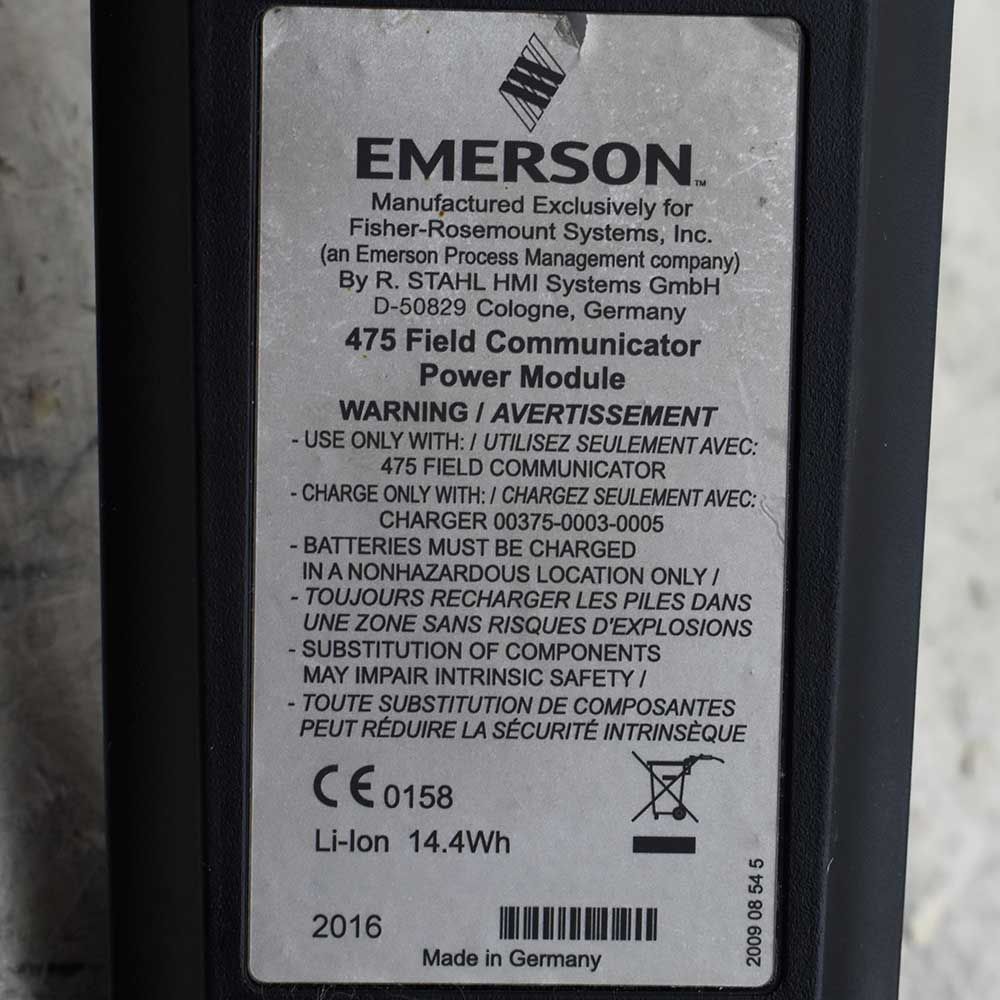 EMERSON™
Manufactured Exclusively for
Fisher-Rosemount Systems, Inc.
(an Emerson Process Management company)
By R. STAHL HMI Systems GmbH
D-50829 Cologne, Germany
475 Field Communicator
Power Module
WARNING / AVERTISSEMENT
- USE ONLY WITH: / UTILISEZ SEULEMENT AVEC:
475 FIELD COMMUNICATOR
- CHARGE ONLY WITH: / CHARGEZ SEULEMENT AVEC:
CHARGER 00375-0003-0005
- BATTERIES MUST BE CHARGED
IN A NONHAZARDOUS LOCATION ONLY /
- TOUJOURS RECHARGER LES PILES DANS
UNE ZONE SANS RISQUES D'EXPLOSIONS
- SUBSTITUTION OF COMPONENTS
MAY IMPAIR INTRINSIC SAFETY /
- TOUTE SUBSTITUTION DE COMPOSANTES
PEUT RÉDUIRE LA SÉCURITÉ INTRINSÈQUE
CE 0158
Li-Ion 14.4Wh
2016
Made in Germany
2009 08 54 5